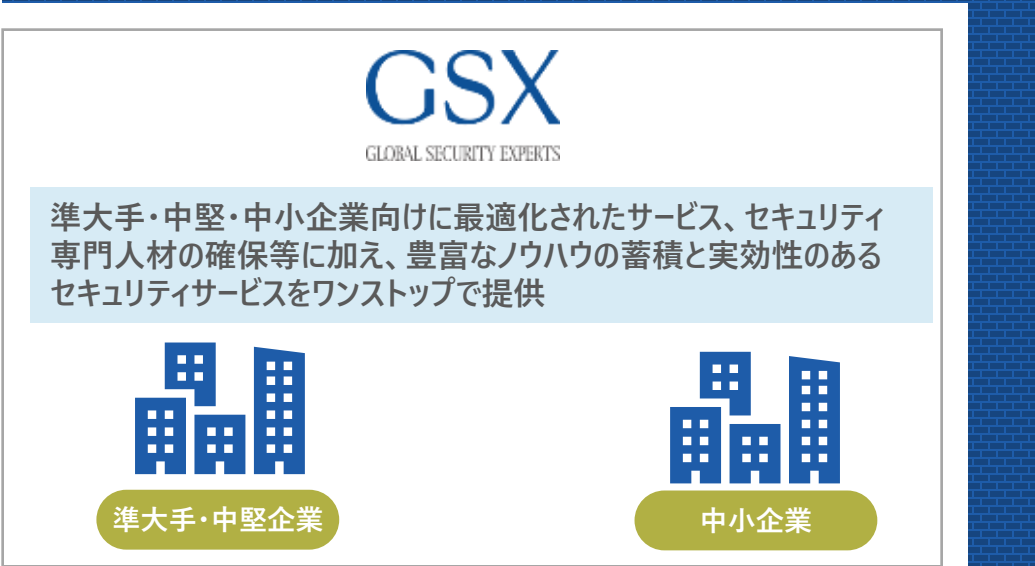 GSX
GLOBAL SECURITY EXPERTS
準大手・中堅・中小企業向けに最適化されたサービス、セキュリティ
専門人材の確保等に加え、豊富なノウハウの蓄積と実効性のある
セキュリティサービスをワンストップで提供
準大手・中堅企業
中小企業